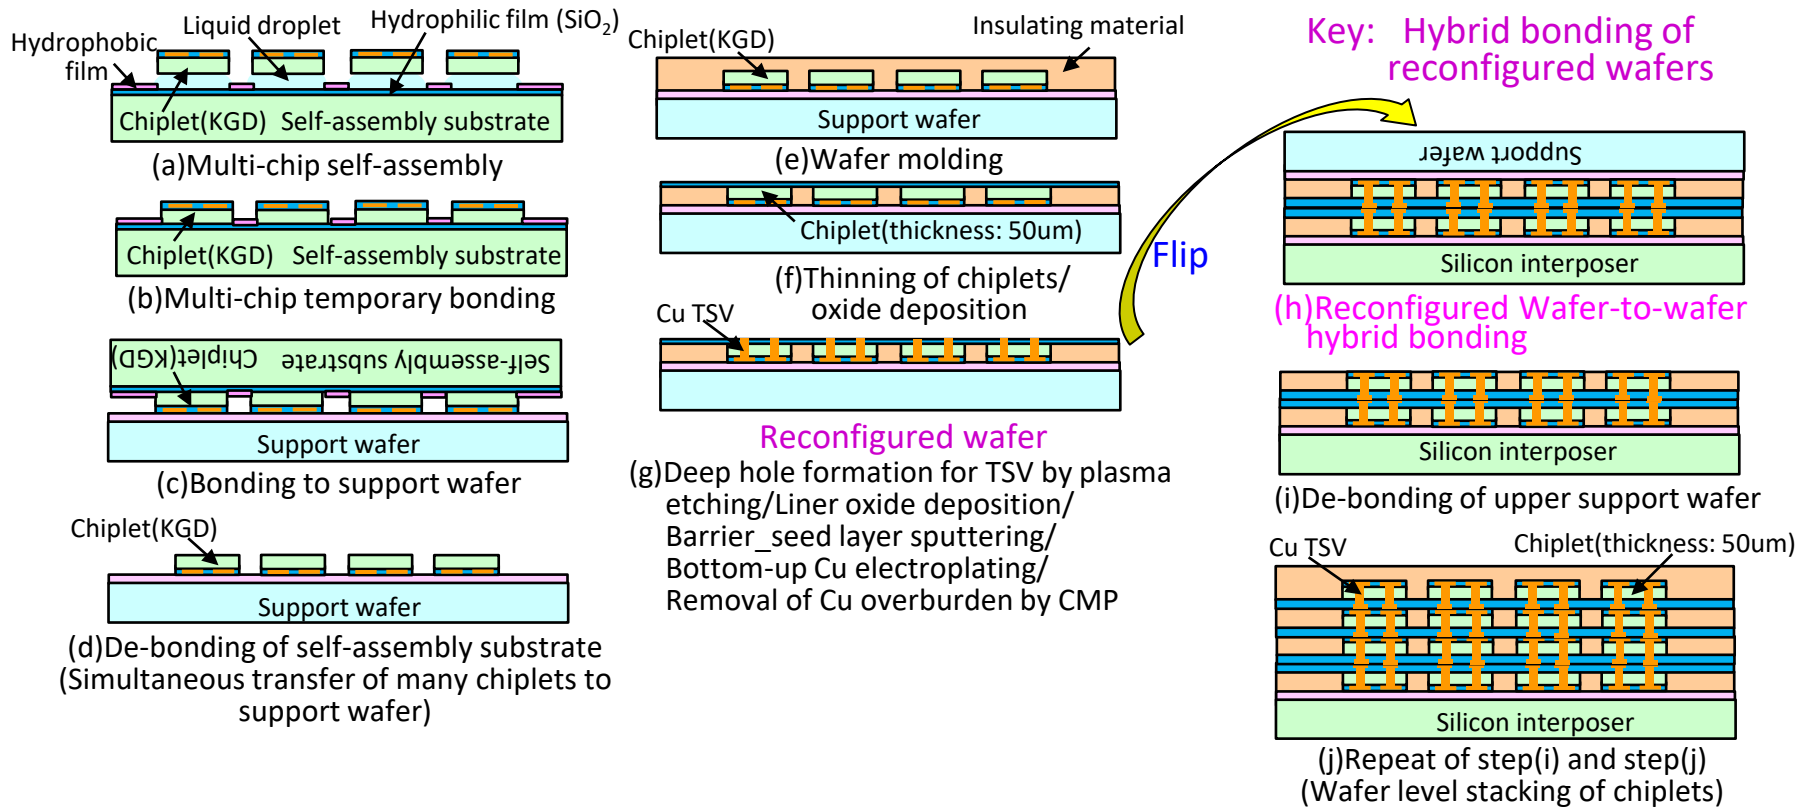 Hydrophobic
film
Liquid droplet
Hydrophilic film (SiO₂)
Chiplet(KGD) Self-assembly substrate
(a)Multi-chip self-assembly
Chiplet(KGD) Self-assembly substrate
(b)Multi-chip temporary bonding
Chiplet(KGD) Self-assembly substrate
Support wafer
(c)Bonding to support wafer
Chiplet(KGD)
Support wafer
(d)De-bonding of self-assembly substrate
(Simultaneous transfer of many chiplets to
support wafer)
Chiplet(KGD)
Insulating material
Support wafer
(e)Wafer molding
Chiplet(thickness: 50um)
(f)Thinning of chiplets/
oxide deposition
Cu TSV
Reconfigured wafer
(g)Deep hole formation for TSV by plasma
etching/Liner oxide deposition/
Barrier_seed layer sputtering/
Bottom-up Cu electroplating/
Removal of Cu overburden by CMP
Flip
Key: Hybrid bonding of
reconfigured wafers
Support wafer
Silicon interposer
(h)Reconfigured Wafer-to-wafer
hybrid bonding
Silicon interposer
(i)De-bonding of upper support wafer
Cu TSV
Chiplet(thickness: 50um)
Silicon interposer
(j)Repeat of step(i) and step(j)
(Wafer level stacking of chiplets)